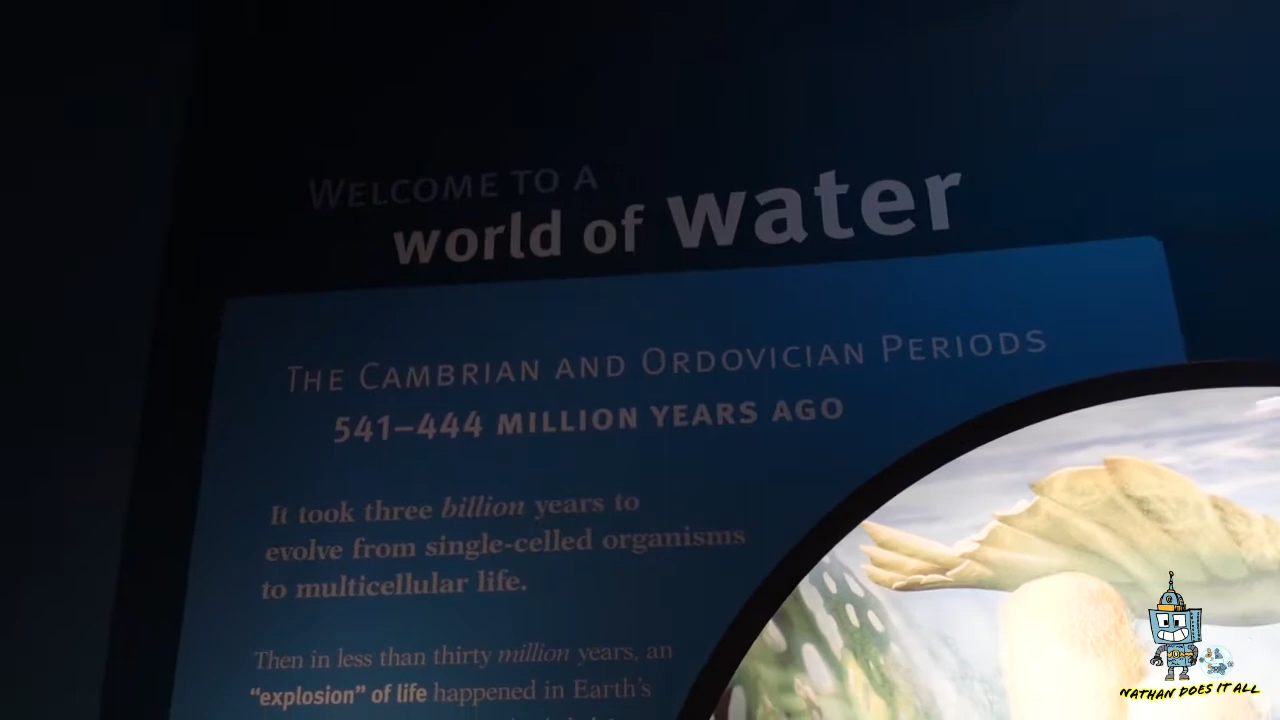 WELCOME TO A
world of water
THE CAMBRIAN AND ORDOVICIAN PERIODS
541–444 MILLION YEARS AGO
It took three billion years to
evolve from single-celled organisms
to multicellular life.
Then in less than thirty million years, an
“explosion” of life happened in Earth’s
NATHAN DOES IT ALL